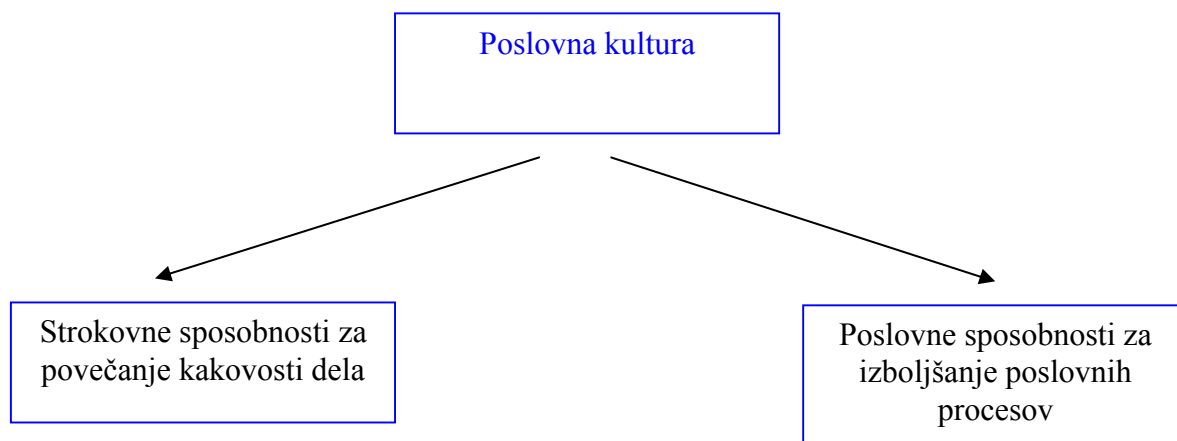 Poslovna kultura
Strokovne sposobnosti za
povečanje kakovosti dela
Poslovne sposobnosti za
izboljšanje poslovnih
procesov